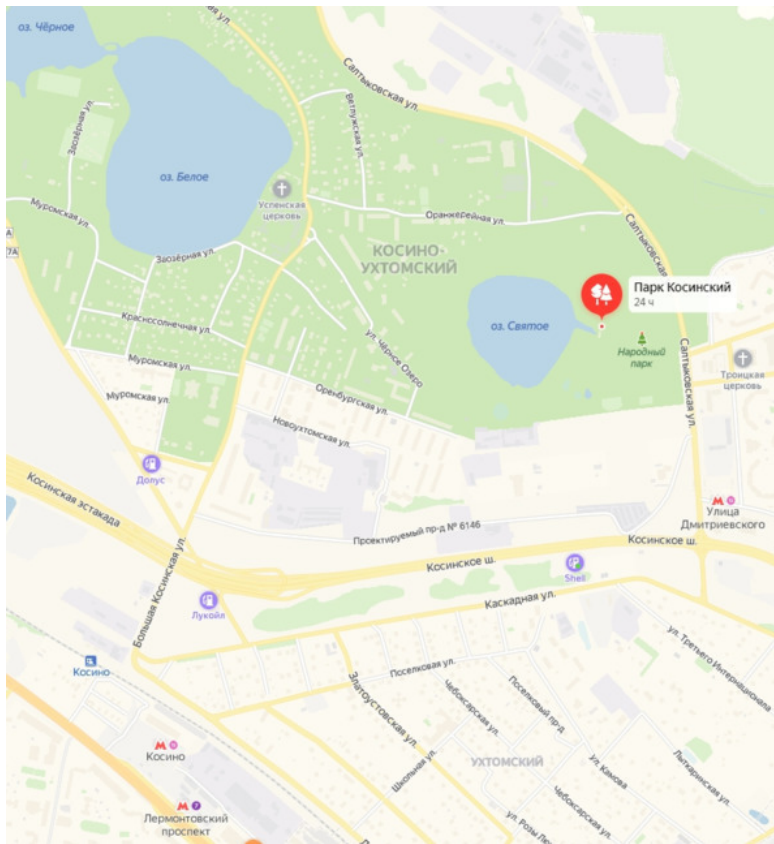 оз. Чёрное
Салтыковская ул.
Ветлужская ул.
Заозёрная ул.
оз. Белое
Успенская
церковь
Муромская ул.
Оранжерейная ул.
Салтыковская
А
7А
КОСИНО-
УХТОМСКИЙ
Заозёрная ул.
Парк Косинский
24 ч
оз. Святое
Красносолнечная ул.
ул. Чёрное Озеро
Народный
парк
Салтыковская ул.
Троицкая
церковь
Муромская ул.
Оренбургская ул.
Муромская ул.
Новоухтомская ул.
Допус
Косинская эстакада
Улица
Дмитриевского
Проектируемый пр-д № 6146
Косинское ш.
Косинское ш.
Shell
Большая Косинская ул.
Лукойл
Каскадная ул.
ул. Третьего Интернационала
Косино
Поселковая ул.
Златоустовская ул.
Чебоксарская ул.
Поселковый пр-д
Косино
Школьная ул.
УХТОМСКИЙ
ул. Камова
Лыткаринская ул.
Чебоксарская ул.
Лермонтовский
проспект
7